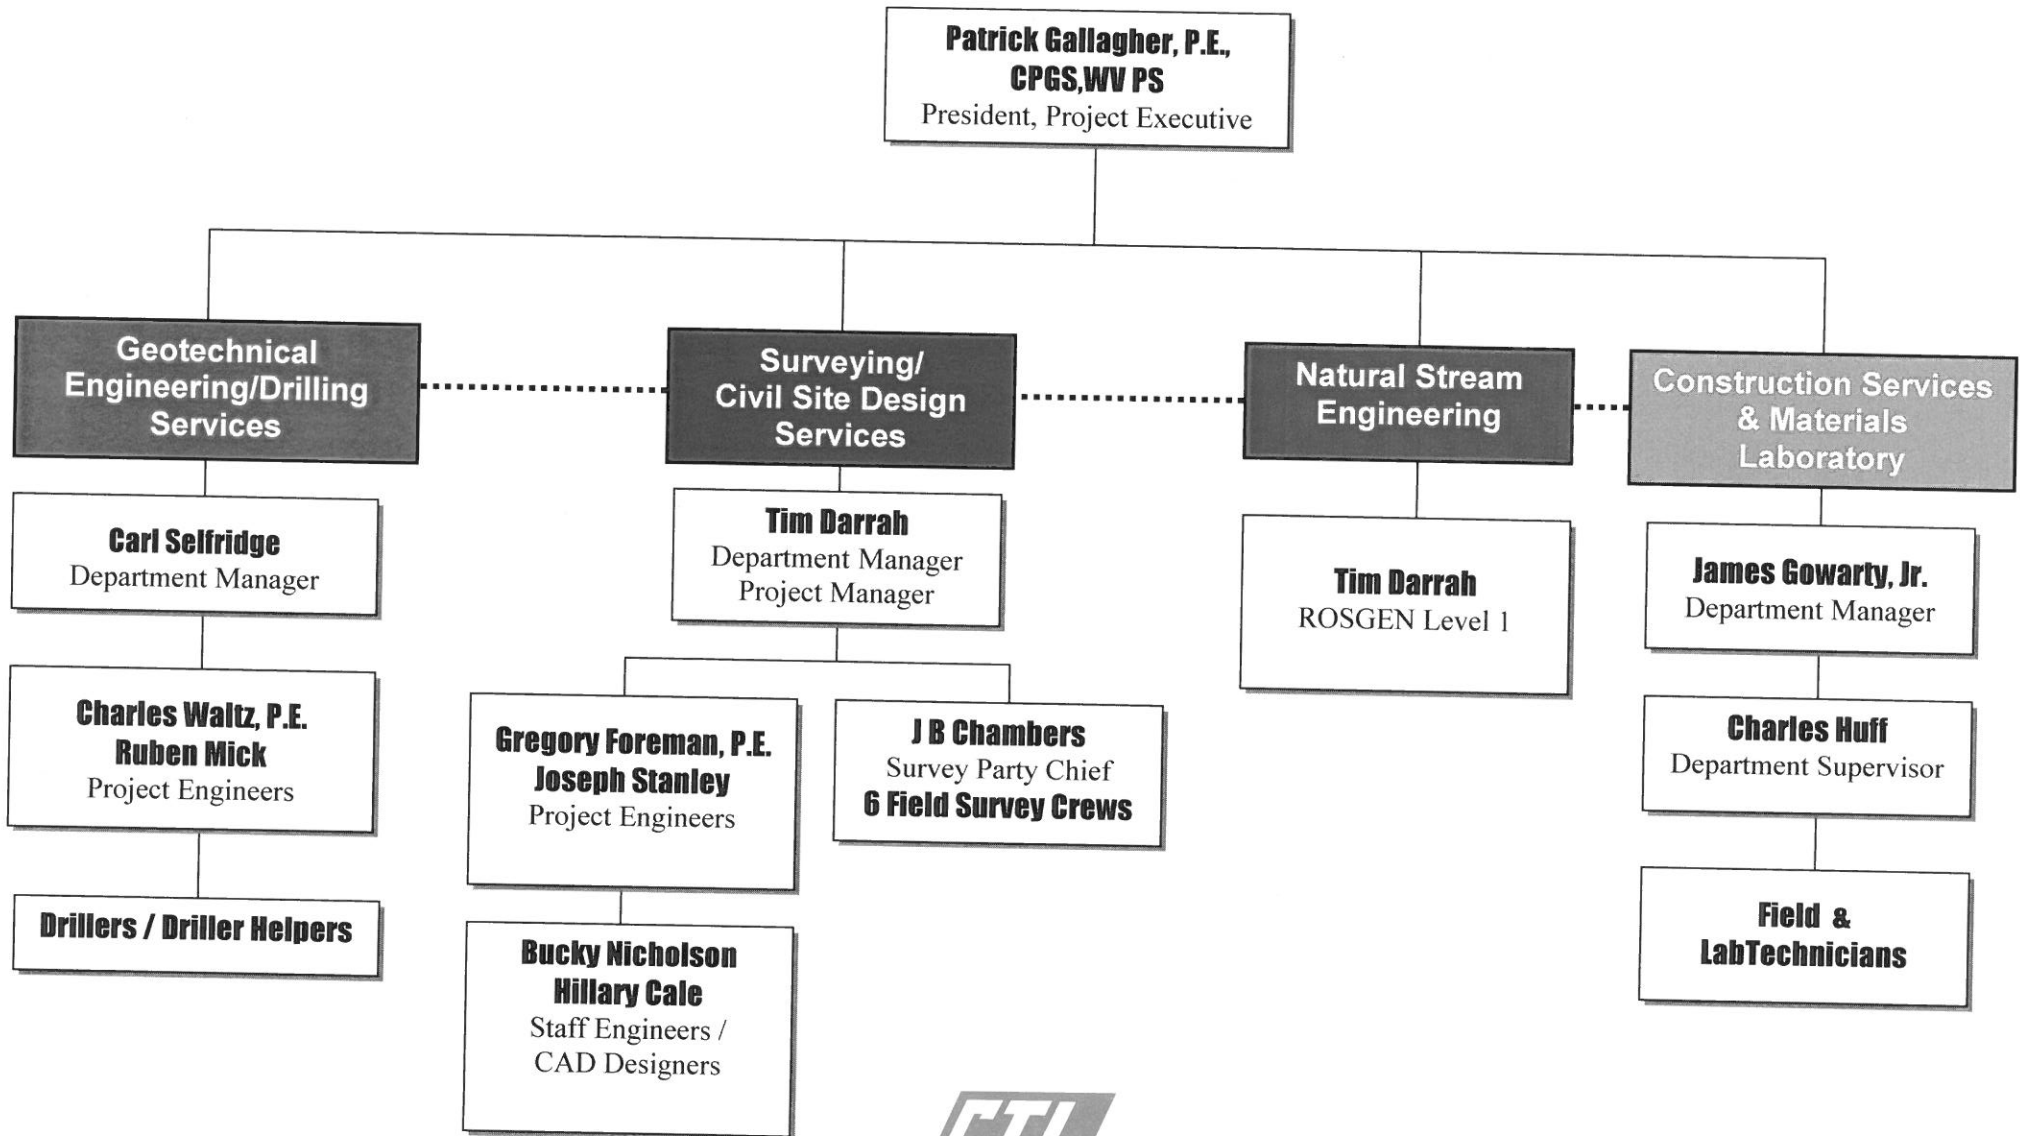 Patrick Gallagher, P.E.,
CPGS,WV PS
President, Project Executive
Geotechnical
Engineering/Drilling
Services
Carl Selfridge
Department Manager
Charles Waltz, P.E.
Ruben Mick
Project Engineers
Drillers / Driller Helpers
Surveying/
Civil Site Design
Services
Tim Darrah
Department Manager
Project Manager
Gregory Foreman, P.E.
Joseph Stanley
Project Engineers
Bucky Nicholson
Hillary Cale
Staff Engineers /
CAD Designers
J B Chambers
Survey Party Chief
6 Field Survey Crews
Natural Stream
Engineering
Tim Darrah
ROSGEN Level 1
Construction Services
& Materials
Laboratory
James Gowarty, Jr.
Department Manager
Charles Huff
Department Supervisor
Field &
LabTechnicians
CTL